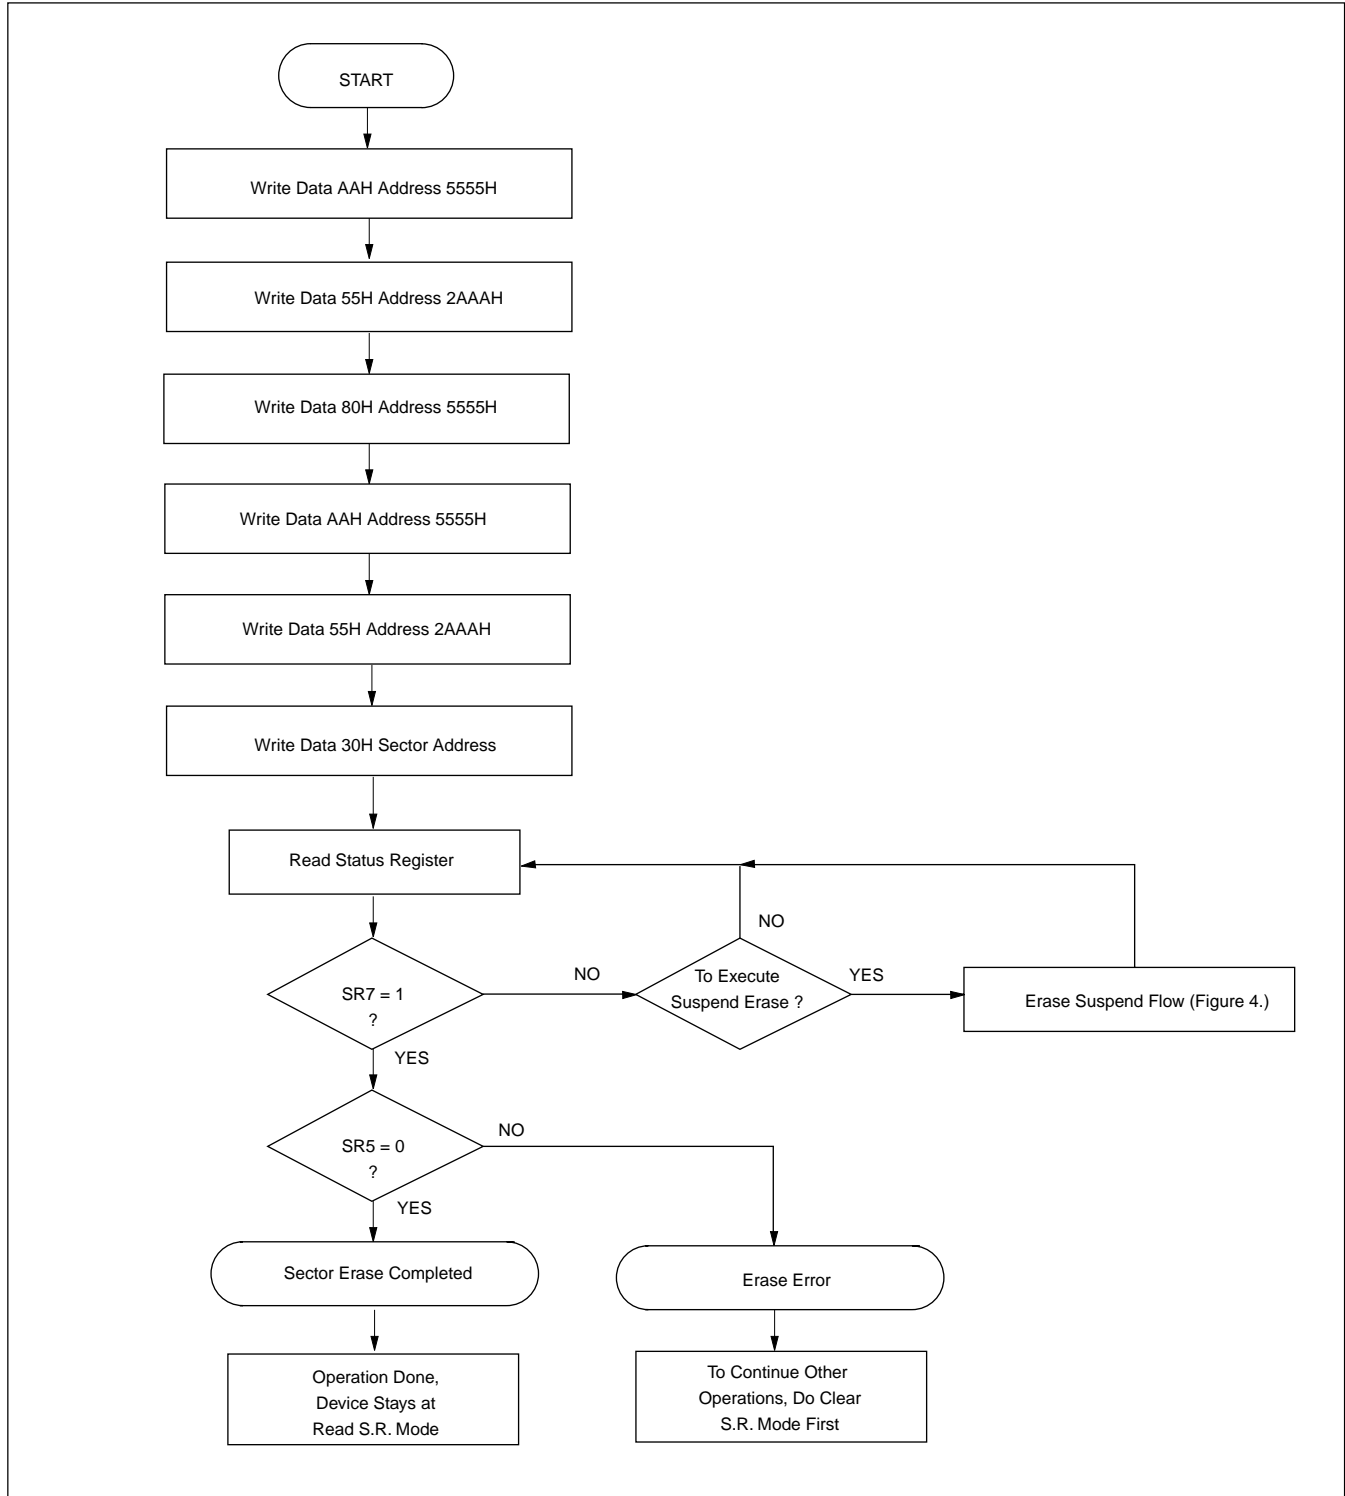 START
Write Data AAH Address 5555H
Write Data 55H Address 2AAAH
Write Data 80H Address 5555H
Write Data AAH Address 5555H
Write Data 55H Address 2AAAH
Write Data 30H Sector Address
Read Status Register
NO
SR7 = 1
?
NO
To Execute
Suspend Erase ?
YES
Erase Suspend Flow (Figure 4.)
YES
SR5 = 0
?
NO
YES
Sector Erase Completed
Erase Error
Operation Done,
Device Stays at
Read S.R. Mode
To Continue Other
Operations, Do Clear
S.R. Mode First